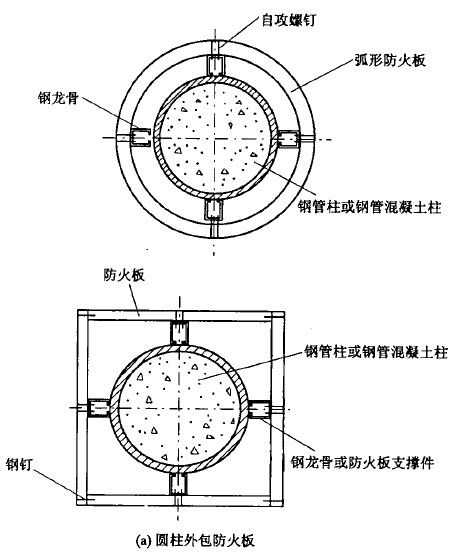 自攻螺钉
弧形防火板
钢龙骨
钢管柱或钢管混凝土柱
防火板
钢管柱或钢管混凝土柱
钢龙骨或防火板支撑件
钢钉
(a) 圆柱外包防火板